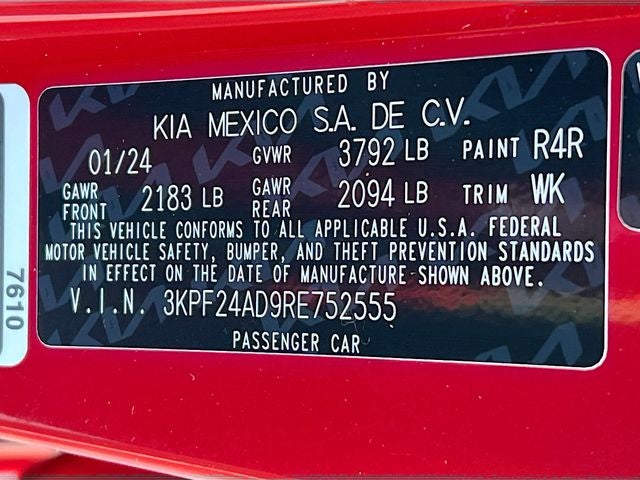 MANUFACTURED BY
KIA MEXICO S.A. DE C.V.
01/24 GVWR 3792 LB PAINT R4R
GAWR FRONT 2183 LB GAWR REAR 2094 LB TRIM WK
THIS VEHICLE CONFORMS TO ALL APPLICABLE U.S.A. FEDERAL
MOTOR VEHICLE SAFETY, BUMPER, AND THEFT PREVENTION STANDARDS
IN EFFECT ON THE DATE OF MANUFACTURE SHOWN ABOVE.
V.I.N. 3KPF24AD9RE752555
PASSENGER CAR
7610